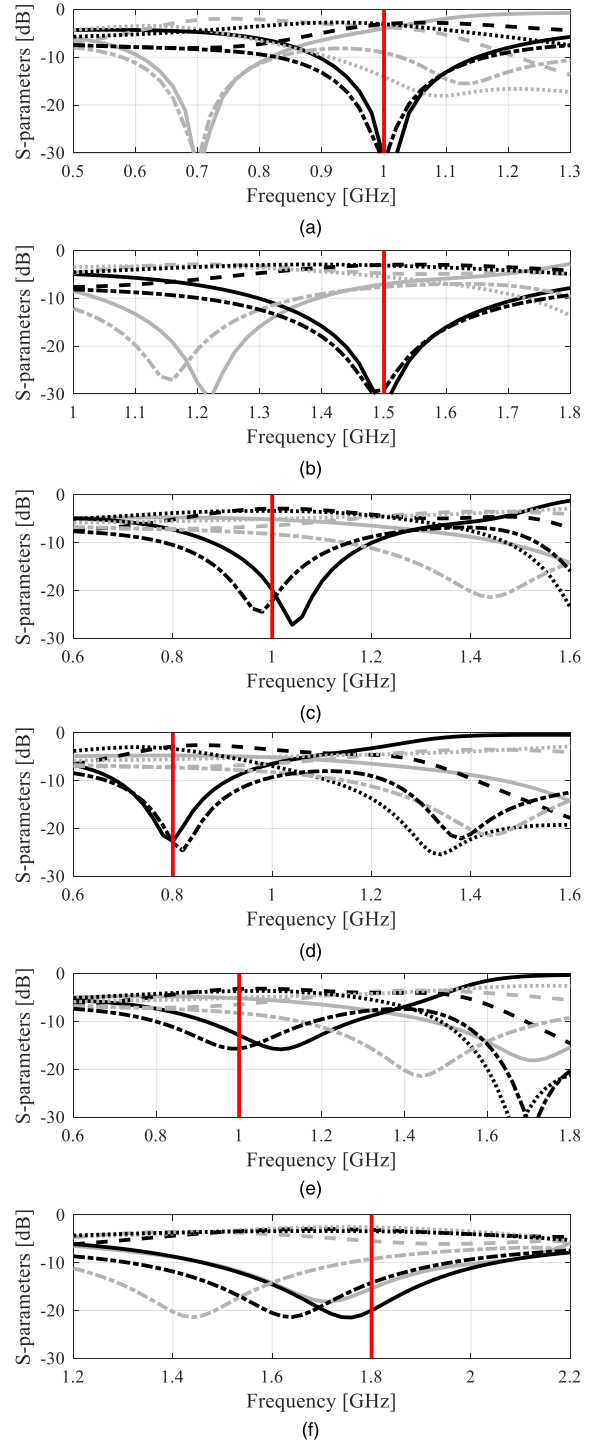 S-parameters [dB]
0
-10
-20
-30
0.5 0.6 0.7 0.8 0.9 1 1.1 1.2 1.3
Frequency [GHz]
(a)
S-parameters [dB]
0
-10
-20
-30
1 1.1 1.2 1.3 1.4 1.5 1.6 1.7 1.8
Frequency [GHz]
(b)
S-parameters [dB]
0
-10
-20
-30
0.6 0.8 1 1.2 1.4 1.6
Frequency [GHz]
(c)
S-parameters [dB]
0
-10
-20
-30
0.6 0.8 1 1.2 1.4 1.6
Frequency [GHz]
(d)
S-parameters [dB]
0
-10
-20
-30
0.6 0.8 1 1.2 1.4 1.6 1.8
Frequency [GHz]
(e)
S-parameters [dB]
0
-10
-20
-30
1.2 1.4 1.6 1.8 2 2.2
Frequency [GHz]
(f)